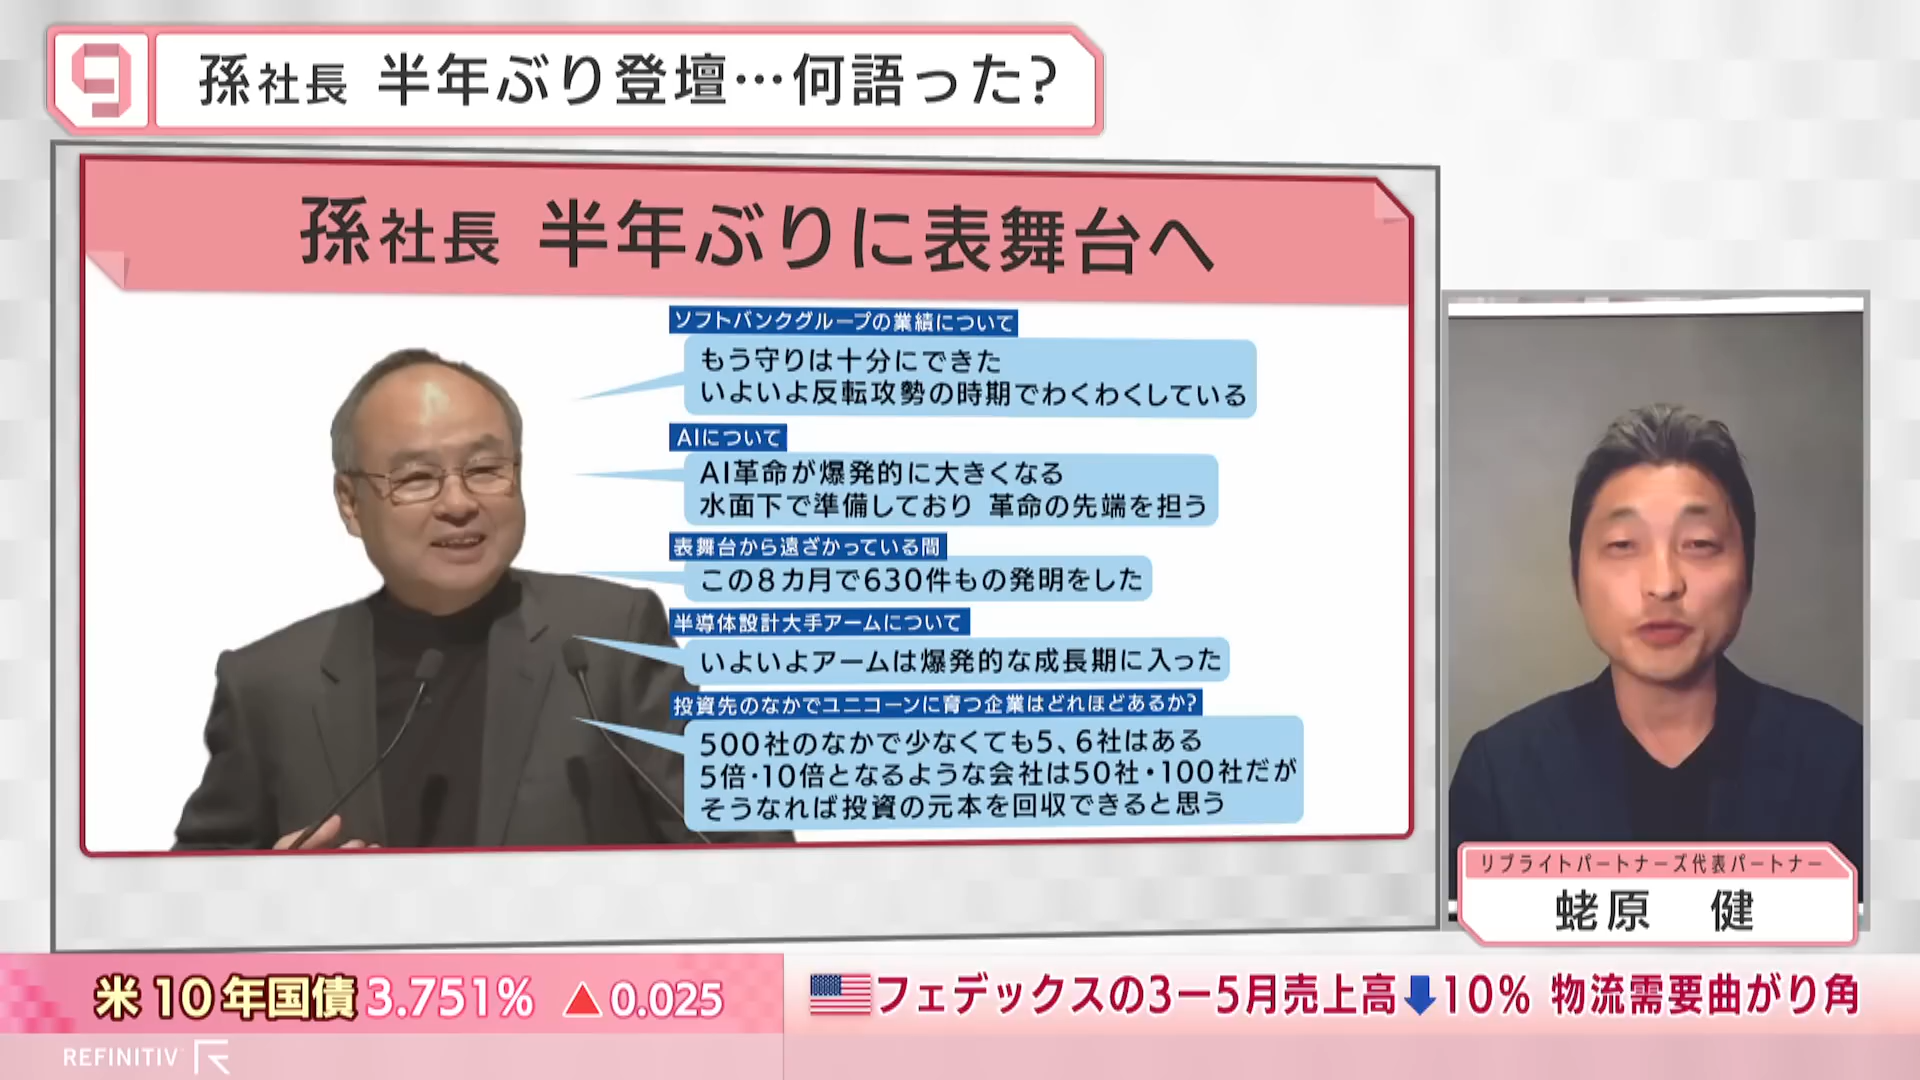 9
孫社長 半年ぶり登壇…何語った?
孫社長 半年ぶりに表舞台へ
ソフトバンクグループの業績について
もう守りは十分にできた
いよいよ反転攻勢の時期でわくわくしている
AIについて
AI革命が爆発的に大きくなる
水面下で準備しており 革命の先端を担う
表舞台から遠ざかっている間
この8カ月で630件もの発明をした
半導体設計大手アームについて
いよいよアームは爆発的な成長期に入った
投資先のなかでユニコーンに育つ企業はどれほどあるか?
500社のなかで少なくても5、6社はある
5倍・10倍となるような会社は50社・100社だが
そうなれば投資の元本を回収できると思う
リブライトパートナーズ代表パートナー
蛯原 健
米10年国債 3.751% ▲0.025
フェデックスの3ー5月売上高⬇10% 物流需要曲がり角
REFINITIV